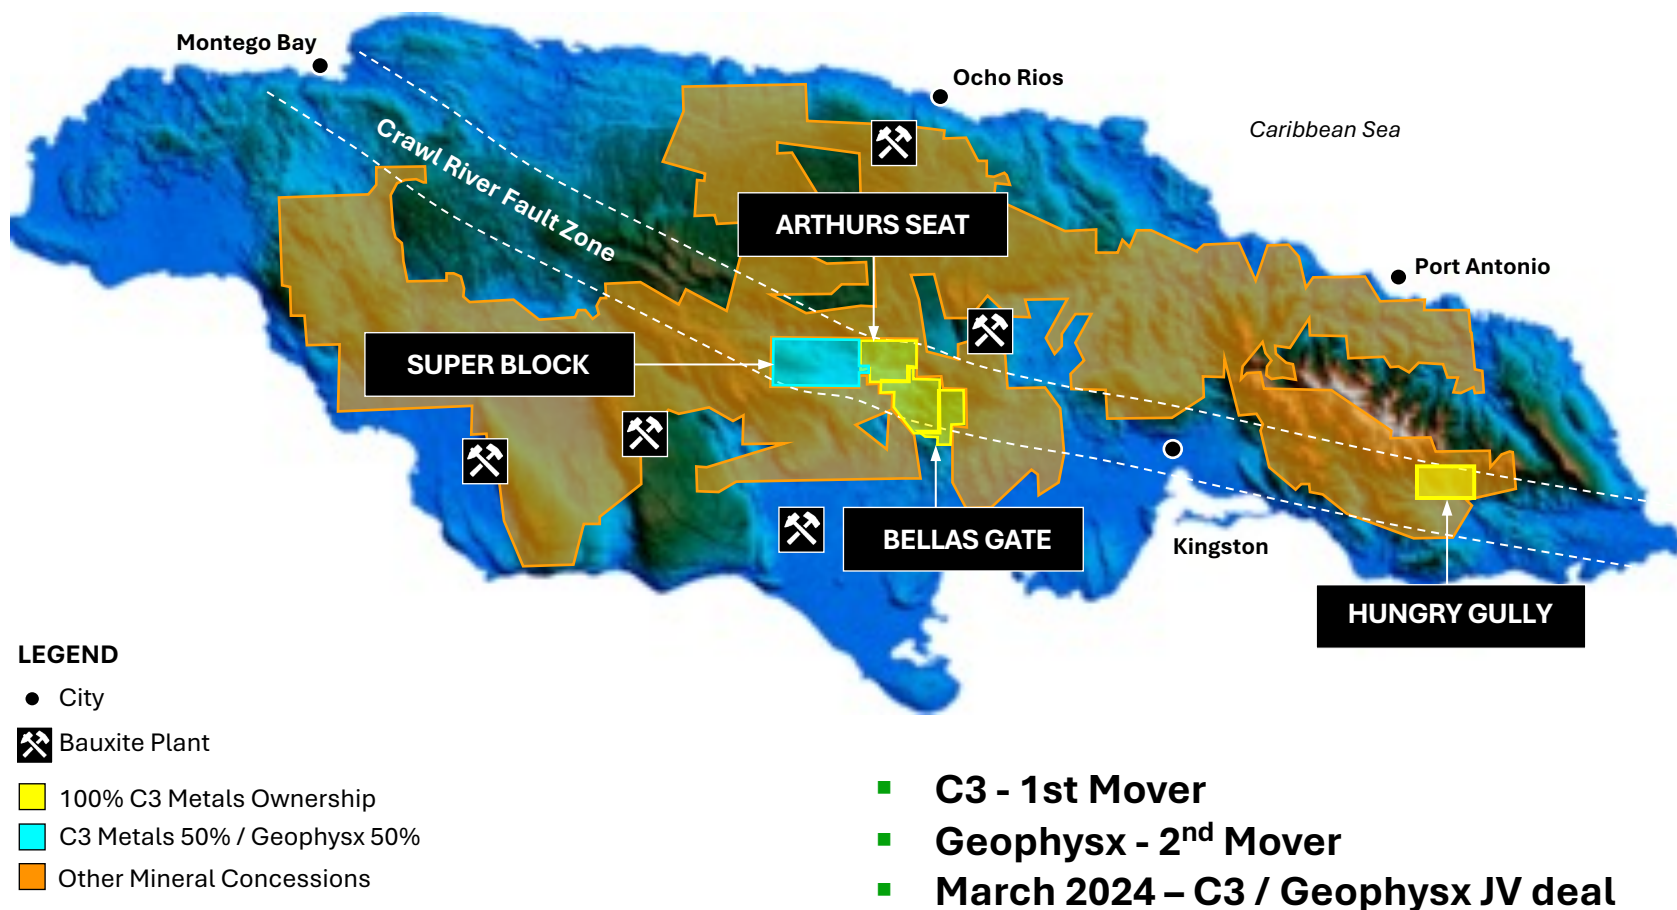 Montego Bay
Ocho Rios
Caribbean Sea
Crawl River Fault Zone
ARTHURS SEAT
Port Antonio
SUPER BLOCK
BELLAS GATE
Kingston
HUNGRY GULLY
LEGEND
City
Bauxite Plant
100% C3 Metals Ownership
C3 Metals 50% / Geophysx 50%
Other Mineral Concessions
▪ C3 - 1st Mover
▪ Geophysx - 2nd Mover
▪ March 2024 – C3 / Geophysx JV deal